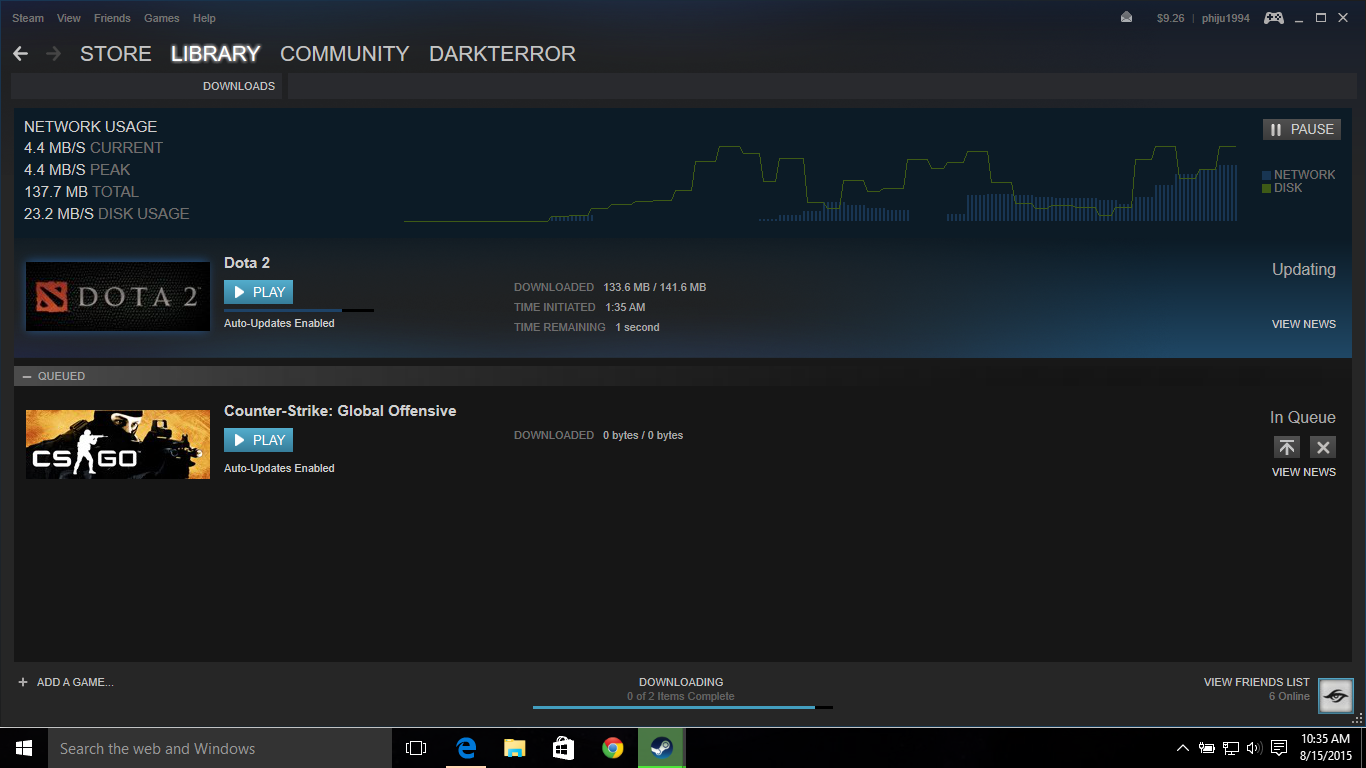 Steam View Friends Games Help
$9.26 | phiju1994
STORE LIBRARY COMMUNITY DARKTERROR
DOWNLOADS
NETWORK USAGE
4.4 MB/S CURRENT
4.4 MB/S PEAK
137.7 MB TOTAL
23.2 MB/S DISK USAGE
PAUSE
NETWORK
DISK
DOTA 2™
Dota 2
PLAY
Auto-Updates Enabled
DOWNLOADED 133.6 MB / 141.6 MB
TIME INITIATED 1:35 AM
TIME REMAINING 1 second
Updating
VIEW NEWS
QUEUED
CS GO
Counter-Strike: Global Offensive
PLAY
Auto-Updates Enabled
DOWNLOADED 0 bytes / 0 bytes
In Queue
VIEW NEWS
+ ADD A GAME...
DOWNLOADING
0 of 2 Items Complete
VIEW FRIENDS LIST
6 Online
Search the web and Windows
10:35 AM
8/15/2015